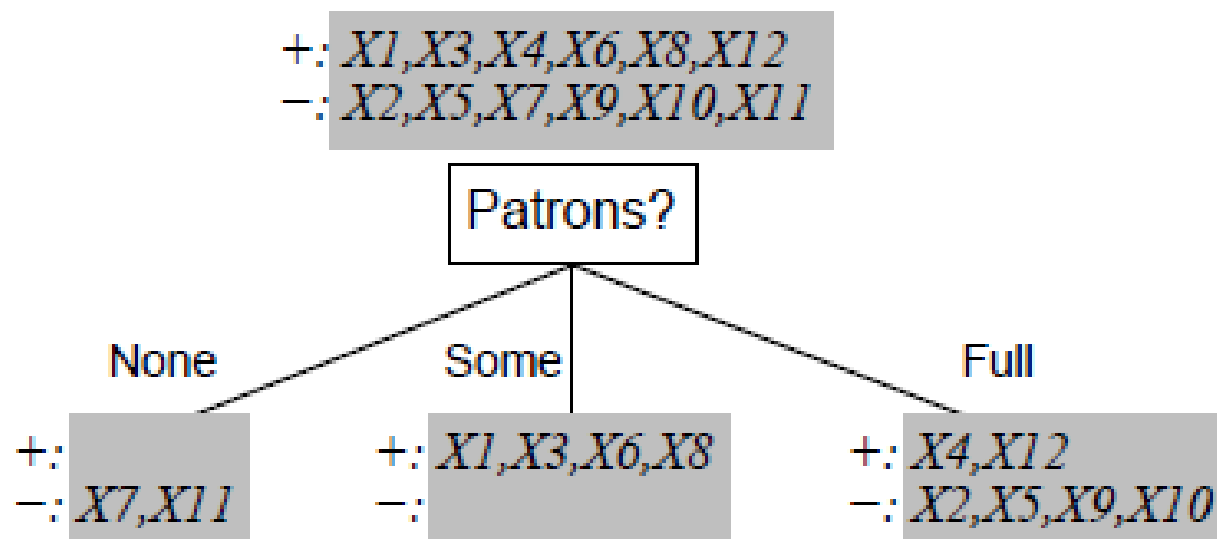 +: X1,X3,X4,X6,X8,X12
−: X2,X5,X7,X9,X10,X11
Patrons?
None
Some
Full
+:
−: X7,X11
+: X1,X3,X6,X8
−:
+: X4,X12
−: X2,X5,X9,X10